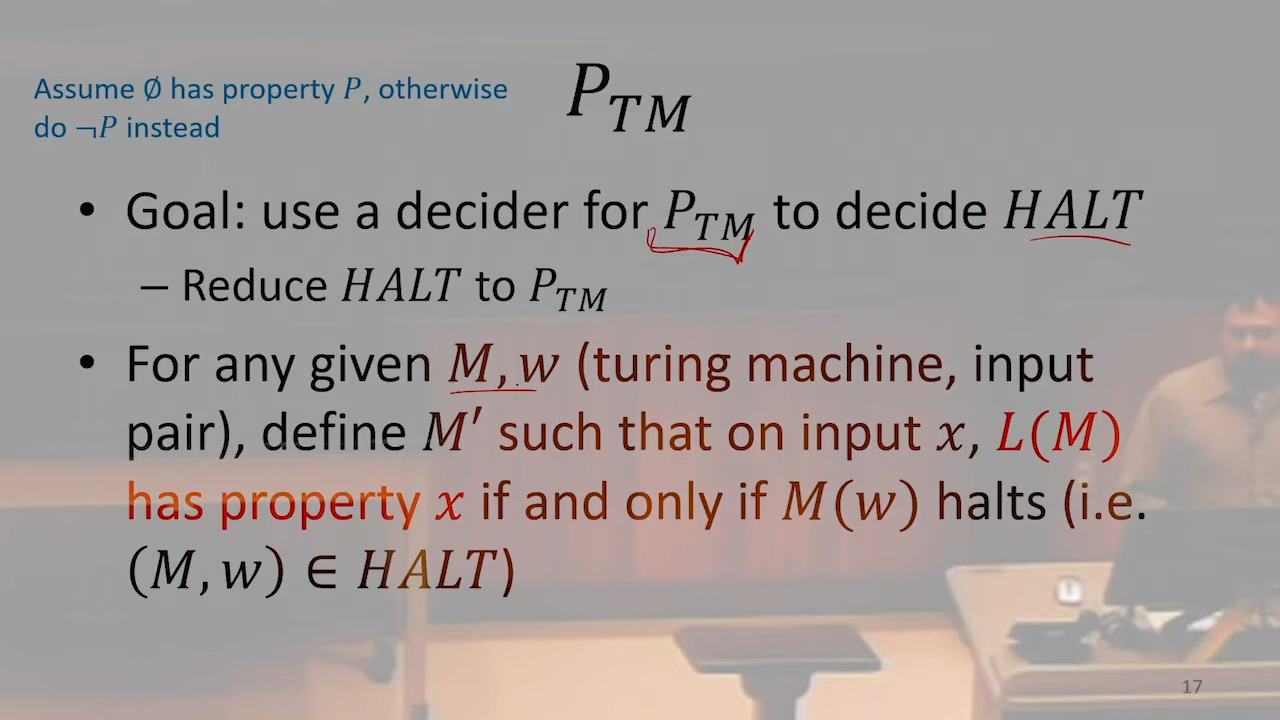 Assume ∅ has property P, otherwise
do ¬P instead
P_TM
• Goal: use a decider for P_TM to decide HALT
– Reduce HALT to P_TM
• For any given M, w (turing machine, input
pair), define M′ such that on input x, L(M)
has property x if and only if M(w) halts (i.e.
(M, w) ∈ HALT)
17